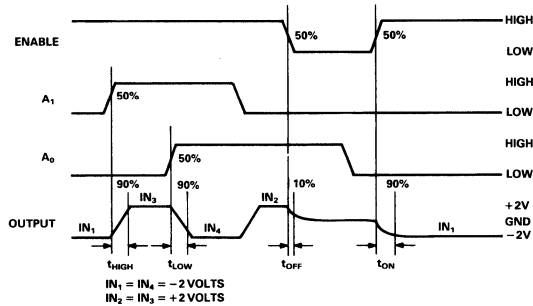 HIGH
ENABLE 50% 50%
LOW
HIGH
A1 50%
LOW
HIGH
A0 50%
LOW
90% IN3 90% IN2 10% 90%
+2V
OUTPUT IN1 IN4 IN1 GND
−2V
tHIGH tLOW tOFF tON
IN1 = IN4 = −2 VOLTS
IN2 = IN3 = +2 VOLTS